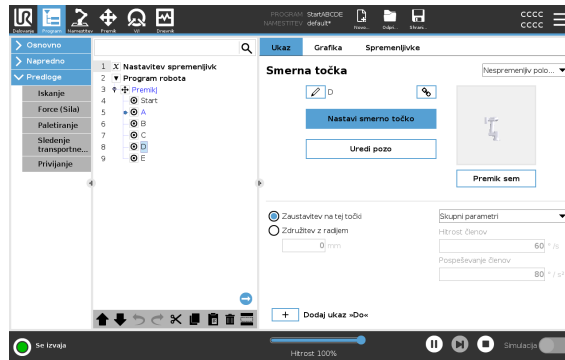 PROGRAM StartABCDE
NAMESTITEV default*
Delovanje Program Namestitev Premik V/I Dnevnik
Novo... Odpri... Shrani...
CCCC
CCCC
Osnovno
Napredno
Predloge
Iskanje
Force (Sila)
Paletiranje
Sledenje
transportne...
Privijanje
1 X Nastavitev spremenljivk
2 Program robota
3 PremikJ
4 Start
5 A
6 B
7 C
8 D
9 E
Ukaz Grafika Spremenljivke
Smerna točka
Nespremenljiv polo...
D
Nastavi smerno točko
Uredi pozo
Premik sem
Zaustavitev na tej točki
Združitev z radijem
0 mm
Skupni parametri
Hitrost členov
60 °/s
Pospeševanje členov
80 °/s²
+ Dodaj ukaz »Do«
Se izvaja
Hitrost 100%
Simulacija